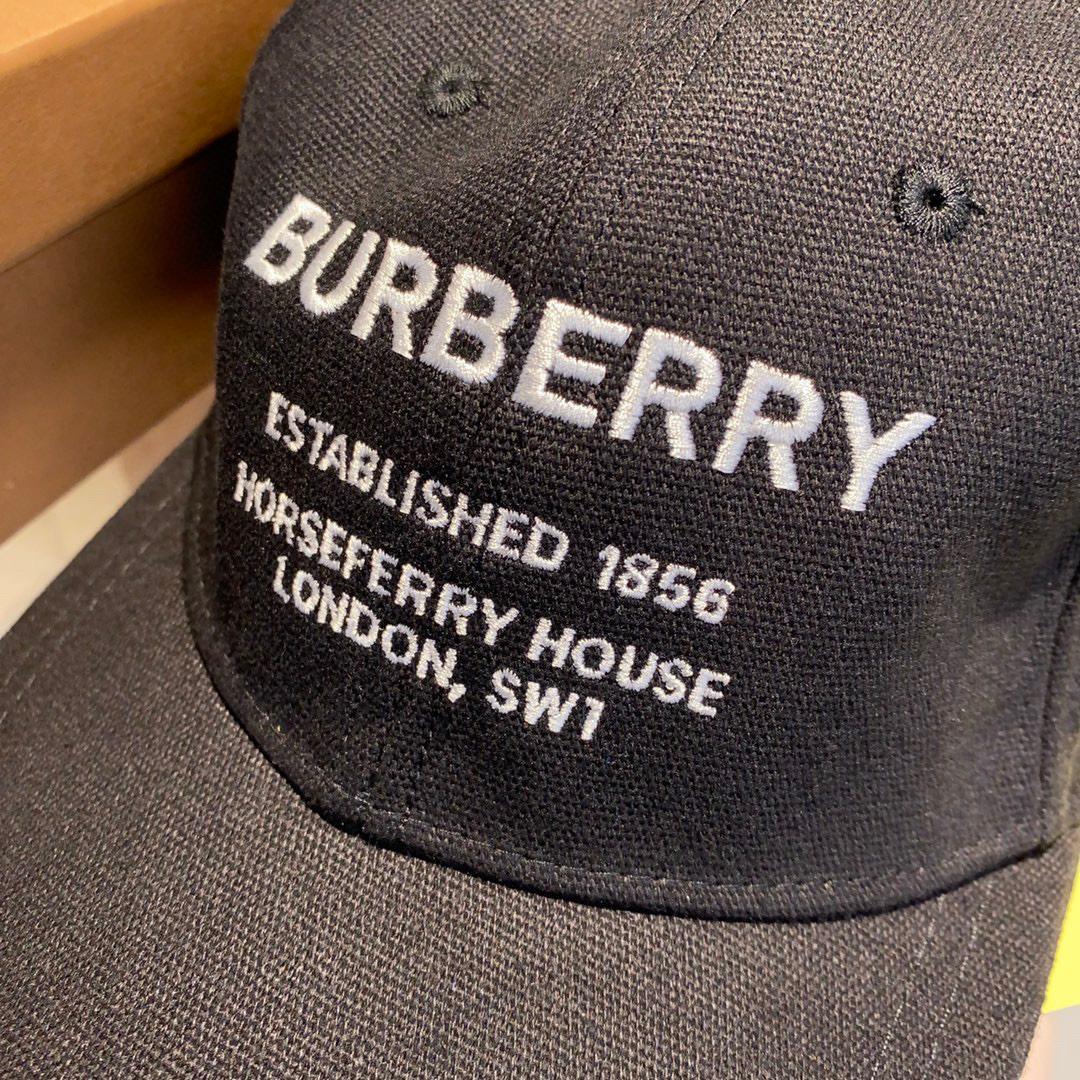 BURBERRY
ESTABLISHED 1856
HORSEFERRY HOUSE
LONDON, SW1